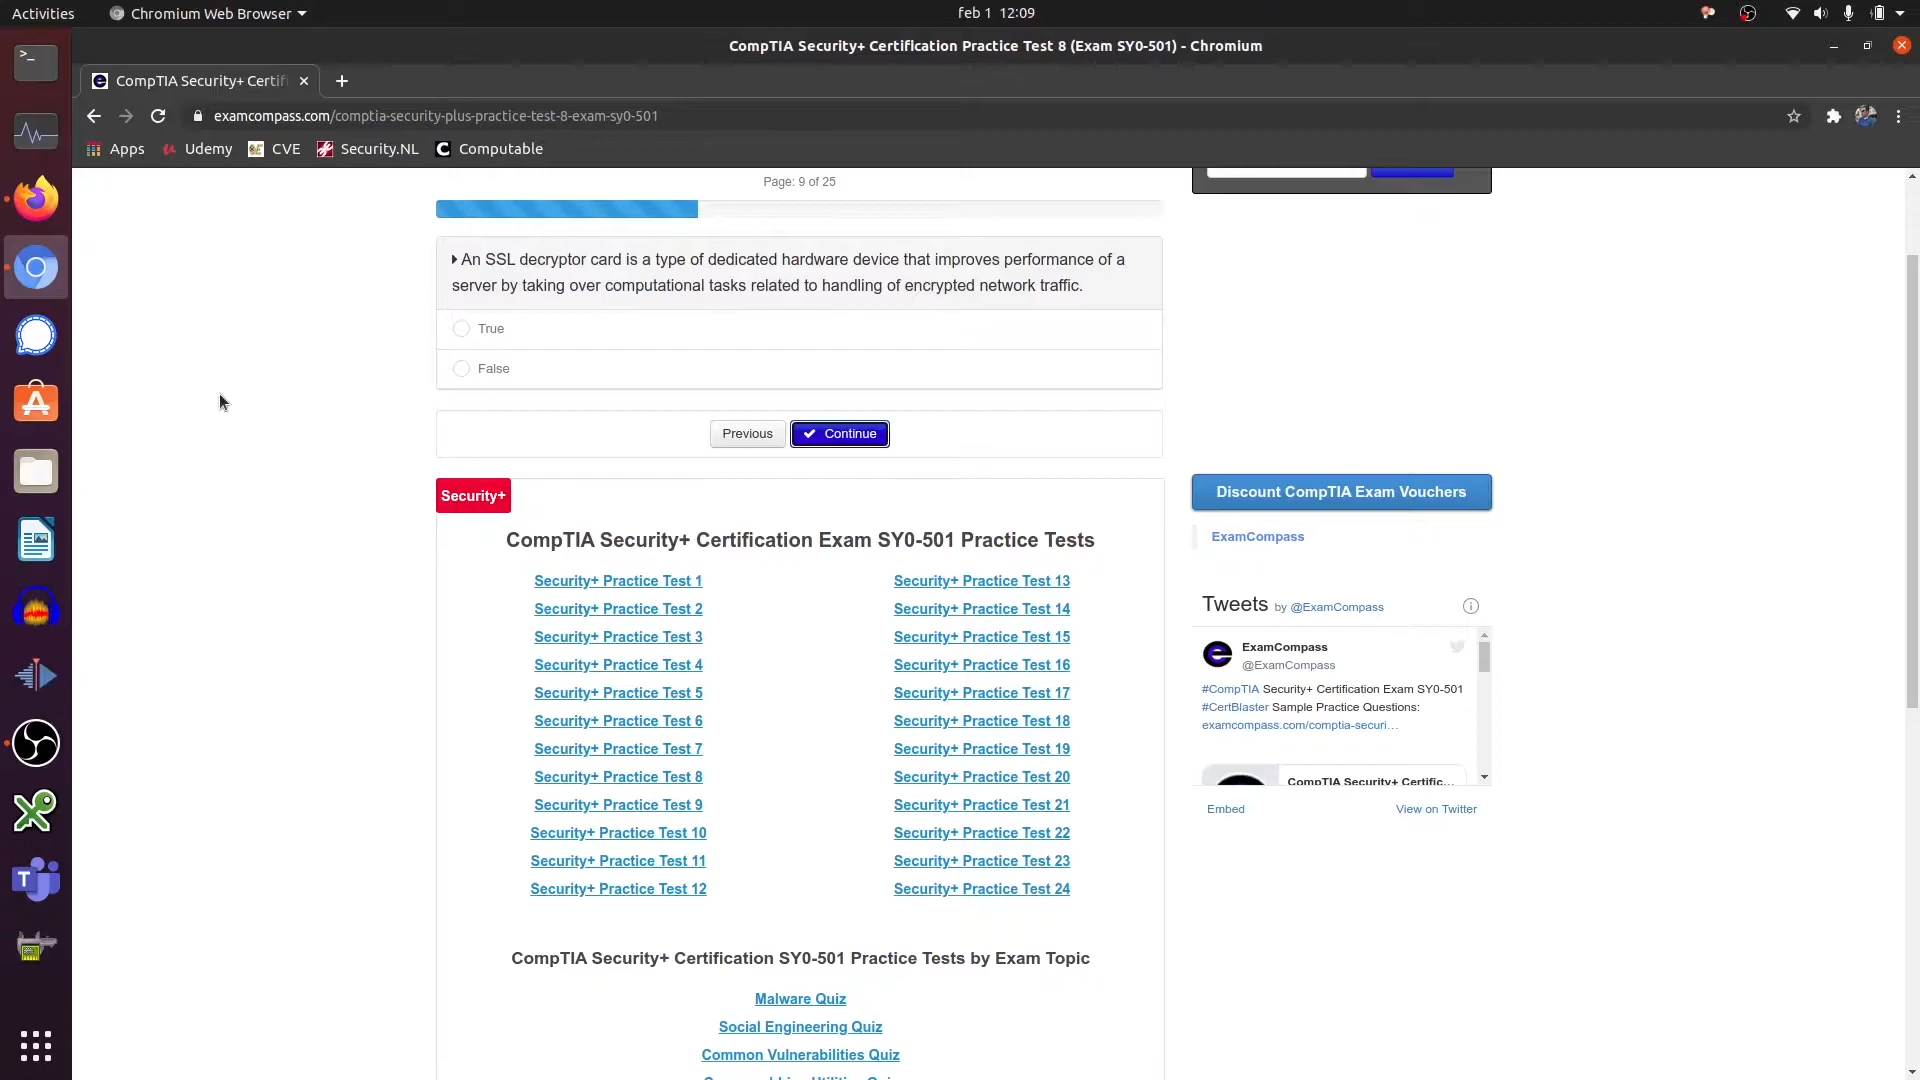 Activities
Chromium Web Browser
feb 1 12:09
CompTIA Security+ Certification Practice Test 8 (Exam SY0-501) - Chromium
CompTIA Security+ Certif
examcompass.com/comptia-security-plus-practice-test-8-exam-sy0-501
Apps
Udemy
CVE
Security.NL
Computable
Page: 9 of 25
An SSL decryptor card is a type of dedicated hardware device that improves performance of a
server by taking over computational tasks related to handling of encrypted network traffic.
True
False
Previous
Continue
Security+
CompTIA Security+ Certification Exam SY0-501 Practice Tests
Security+ Practice Test 1
Security+ Practice Test 2
Security+ Practice Test 3
Security+ Practice Test 4
Security+ Practice Test 5
Security+ Practice Test 6
Security+ Practice Test 7
Security+ Practice Test 8
Security+ Practice Test 9
Security+ Practice Test 10
Security+ Practice Test 11
Security+ Practice Test 12
Security+ Practice Test 13
Security+ Practice Test 14
Security+ Practice Test 15
Security+ Practice Test 16
Security+ Practice Test 17
Security+ Practice Test 18
Security+ Practice Test 19
Security+ Practice Test 20
Security+ Practice Test 21
Security+ Practice Test 22
Security+ Practice Test 23
Security+ Practice Test 24
CompTIA Security+ Certification SY0-501 Practice Tests by Exam Topic
Malware Quiz
Social Engineering Quiz
Common Vulnerabilities Quiz
Discount CompTIA Exam Vouchers
ExamCompass
Tweets by @ExamCompass
ExamCompass
@ExamCompass
#CompTIA Security+ Certification Exam SY0-501
#CertBlaster Sample Practice Questions:
examcompass.com/comptia-securi…
CompTIA Security+ Certific...
Embed
View on Twitter